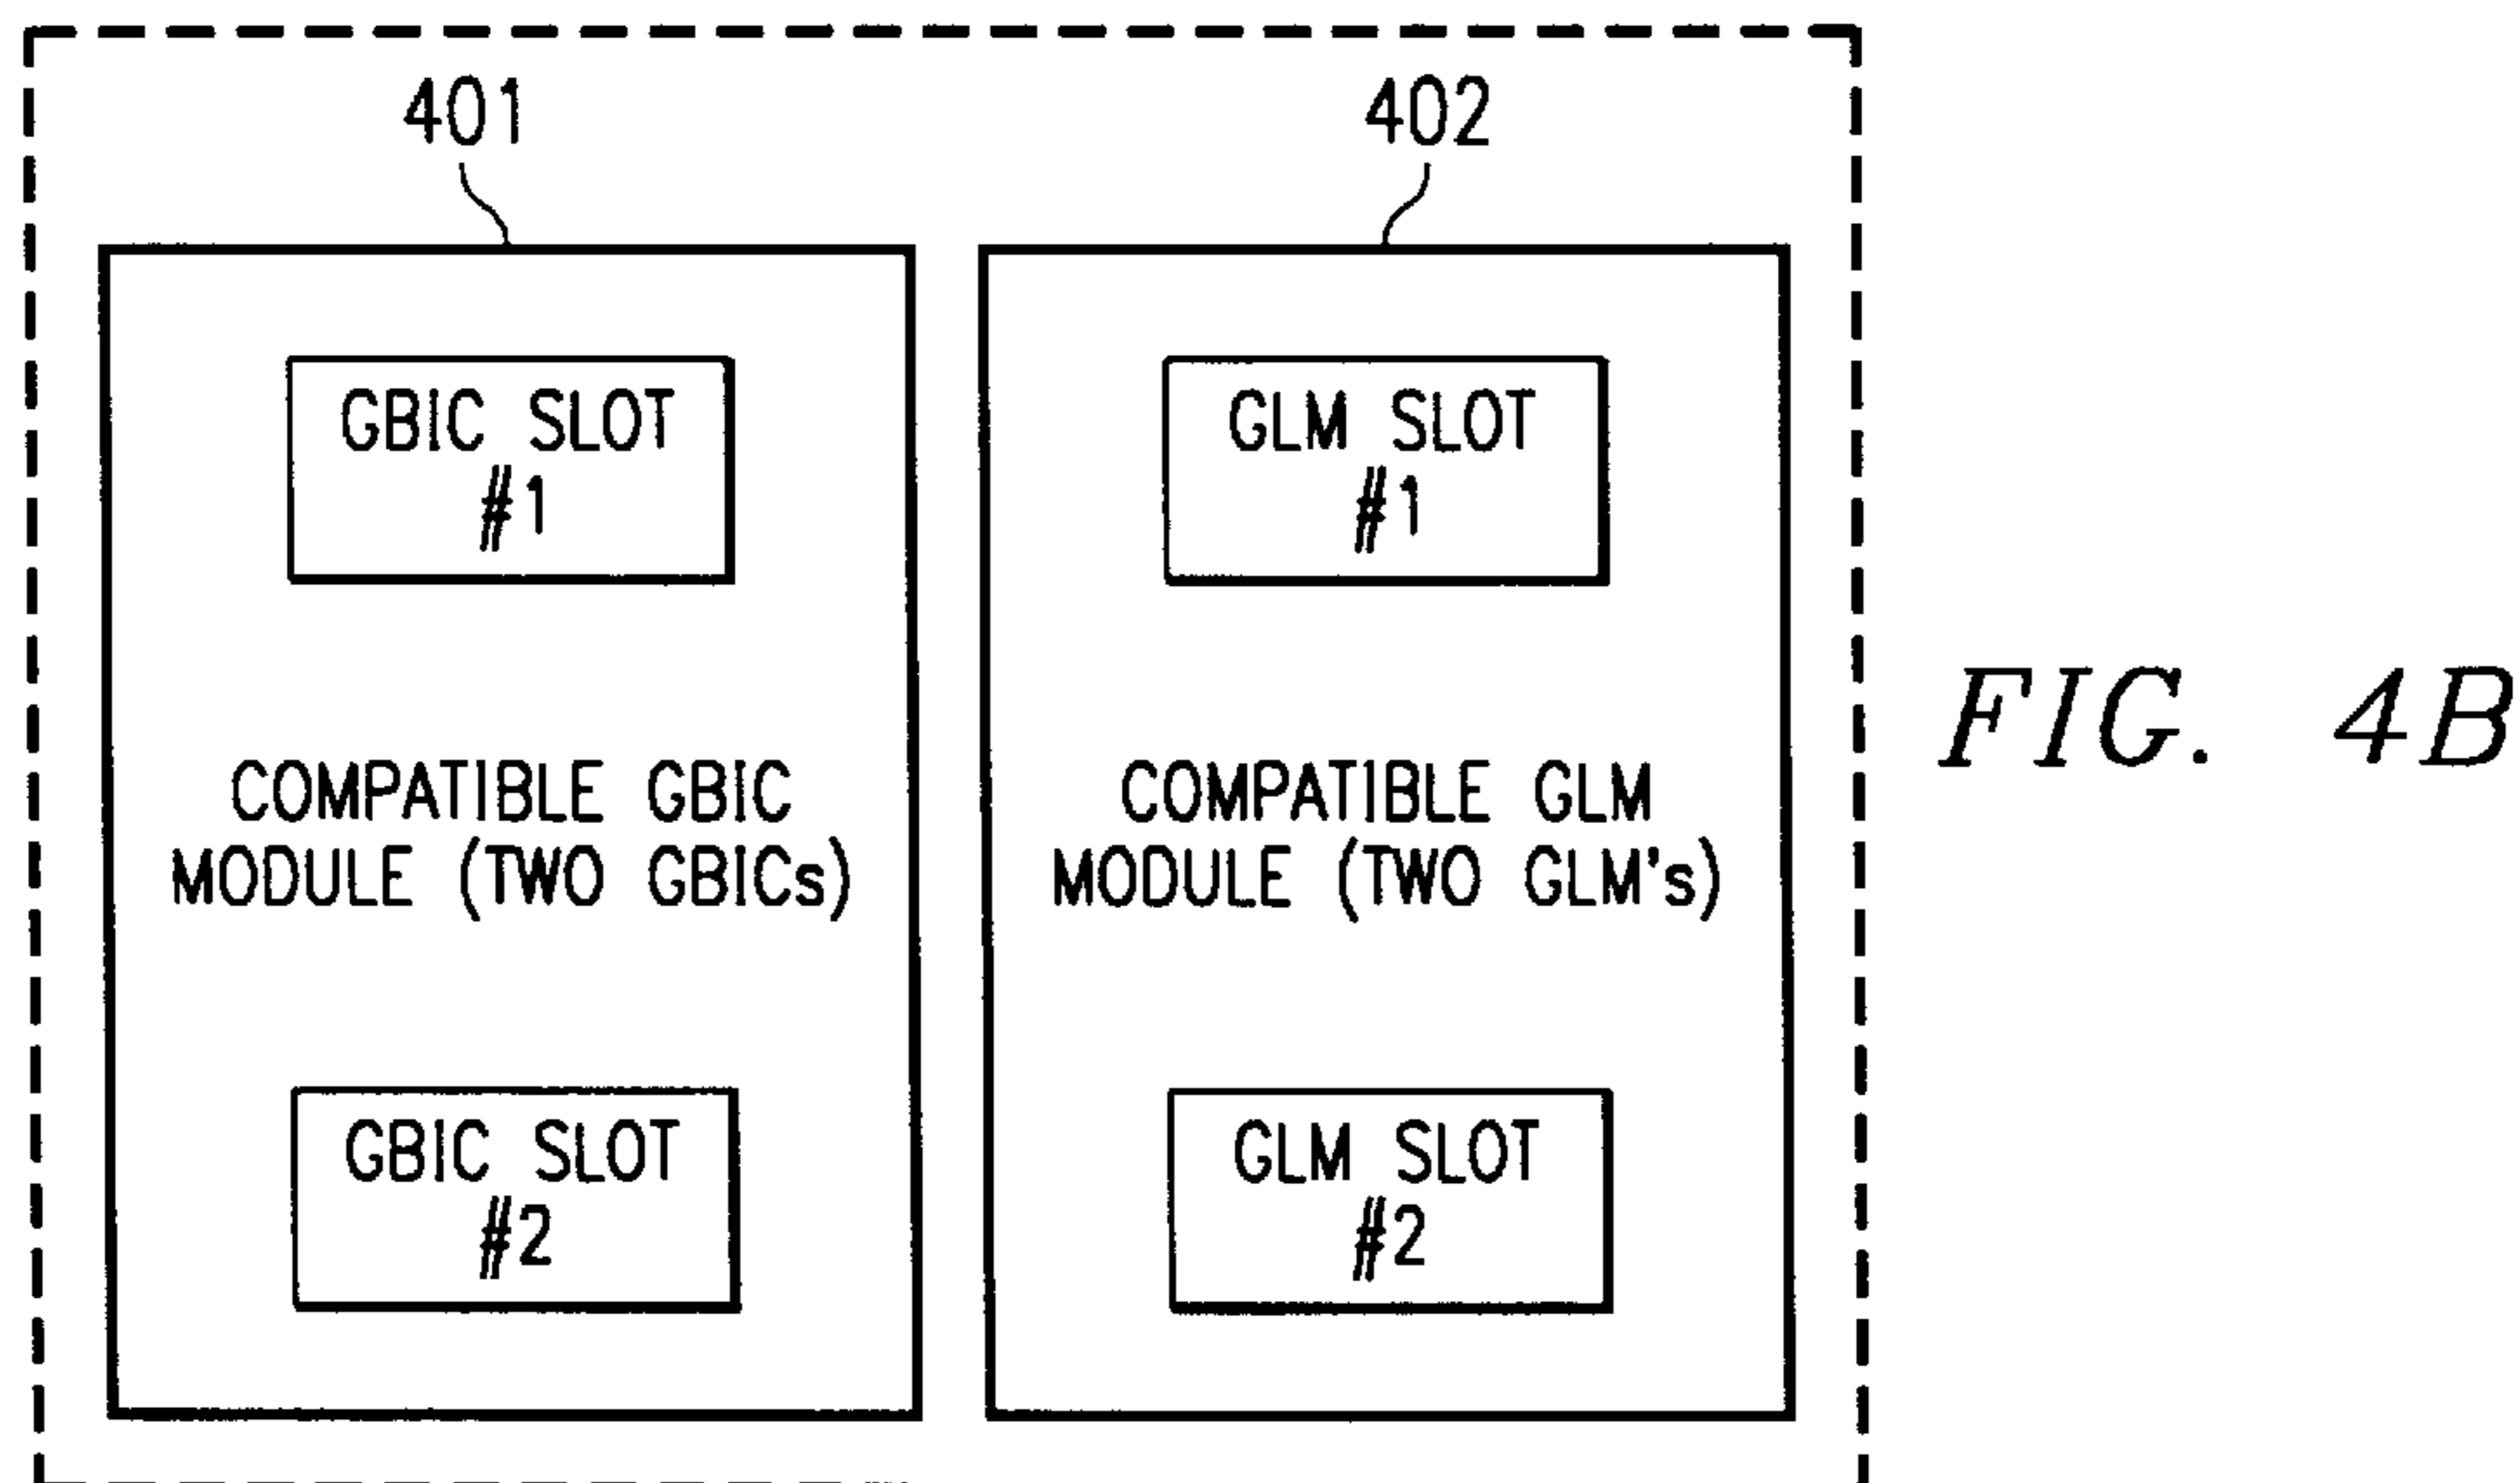 401
402
GBIC SLOT
#1
COMPATIBLE GBIC
MODULE (TWO GBICs)
GBIC SLOT
#2
GLM SLOT
#1
COMPATIBLE GLM
MODULE (TWO GLM's)
GLM SLOT
#2
FIG. 4B